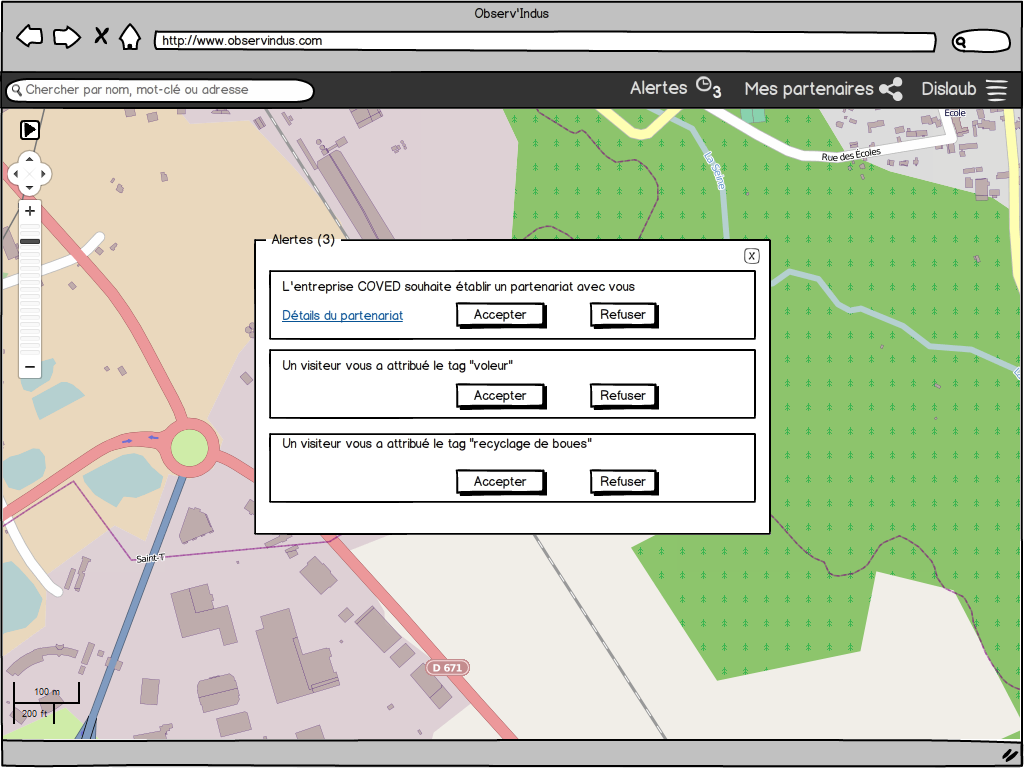 Observ'Indus
http://www.observindus.com
Chercher par nom, mot-clé ou adresse
Alertes 3
Mes partenaires
Dislaub
Ecole
Rue des Écoles
La Seine
Alertes (3)
X
L'entreprise COVED souhaite établir un partenariat avec vous
Détails du partenariat
Accepter
Refuser
Un visiteur vous a attribué le tag "voleur"
Accepter
Refuser
Un visiteur vous a attribué le tag "recyclage de boues"
Accepter
Refuser
Saint-T
D 671
100 m
200 ft